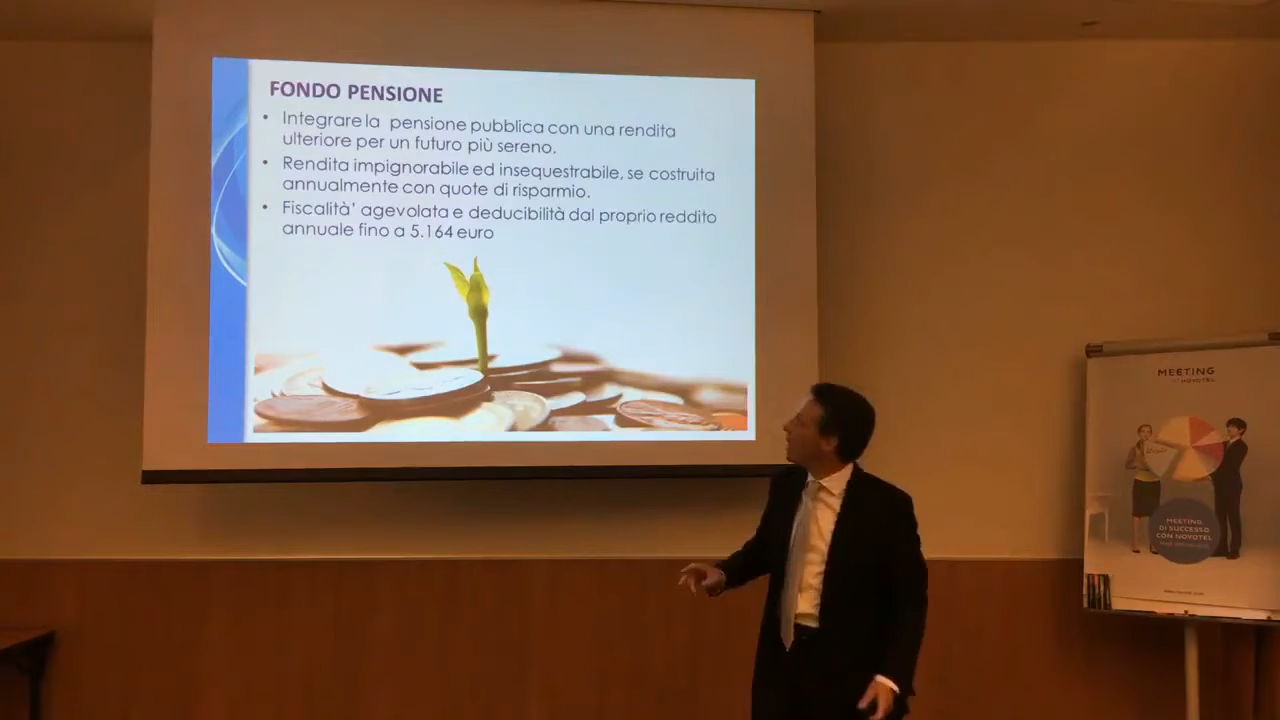 FONDO PENSIONE
• Integrare la pensione pubblica con una rendita
ulteriore per un futuro più sereno.
• Rendita impignorabile ed insequestrabile, se costruita
annualmente con quote di risparmio.
• Fiscalità' agevolata e deducibilità dal proprio reddito
annuale fino a 5.164 euro
MEETING
NOVOTEL
MEETING
DI SUCCESSO
CON NOVOTEL